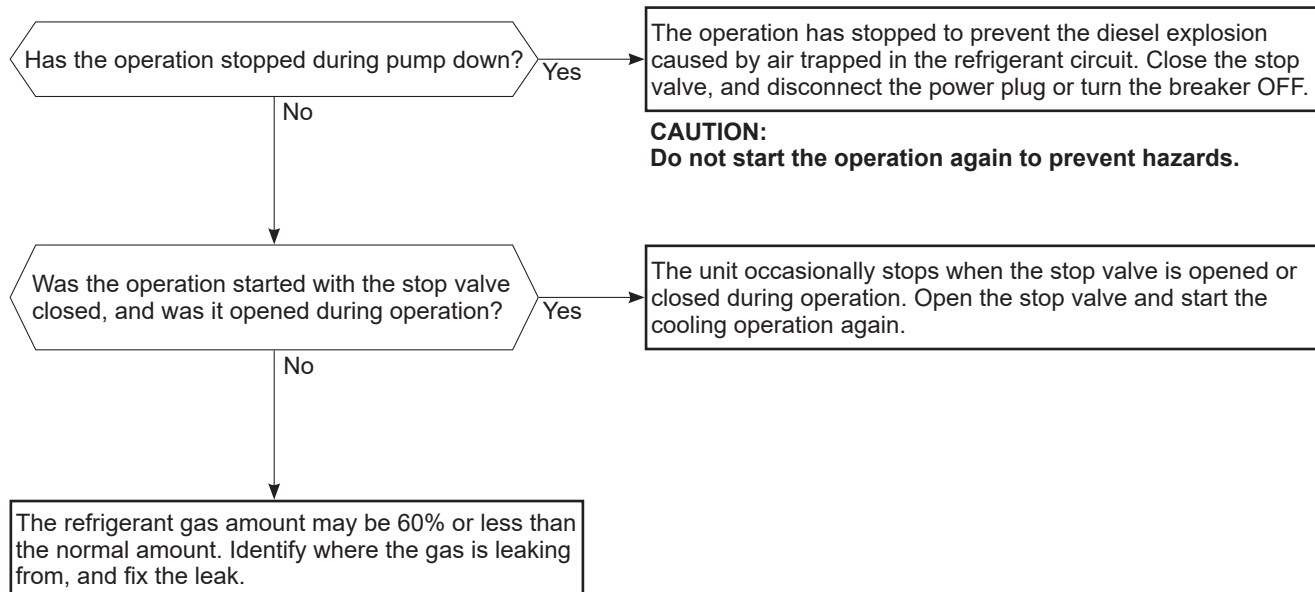 Has the operation stopped during pump down?
Yes
The operation has stopped to prevent the diesel explosion
caused by air trapped in the refrigerant circuit. Close the stop
valve, and disconnect the power plug or turn the breaker OFF.
CAUTION:
Do not start the operation again to prevent hazards.
No
Was the operation started with the stop valve
closed, and was it opened during operation?
Yes
The unit occasionally stops when the stop valve is opened or
closed during operation. Open the stop valve and start the
cooling operation again.
No
The refrigerant gas amount may be 60% or less than
the normal amount. Identify where the gas is leaking
from, and fix the leak.